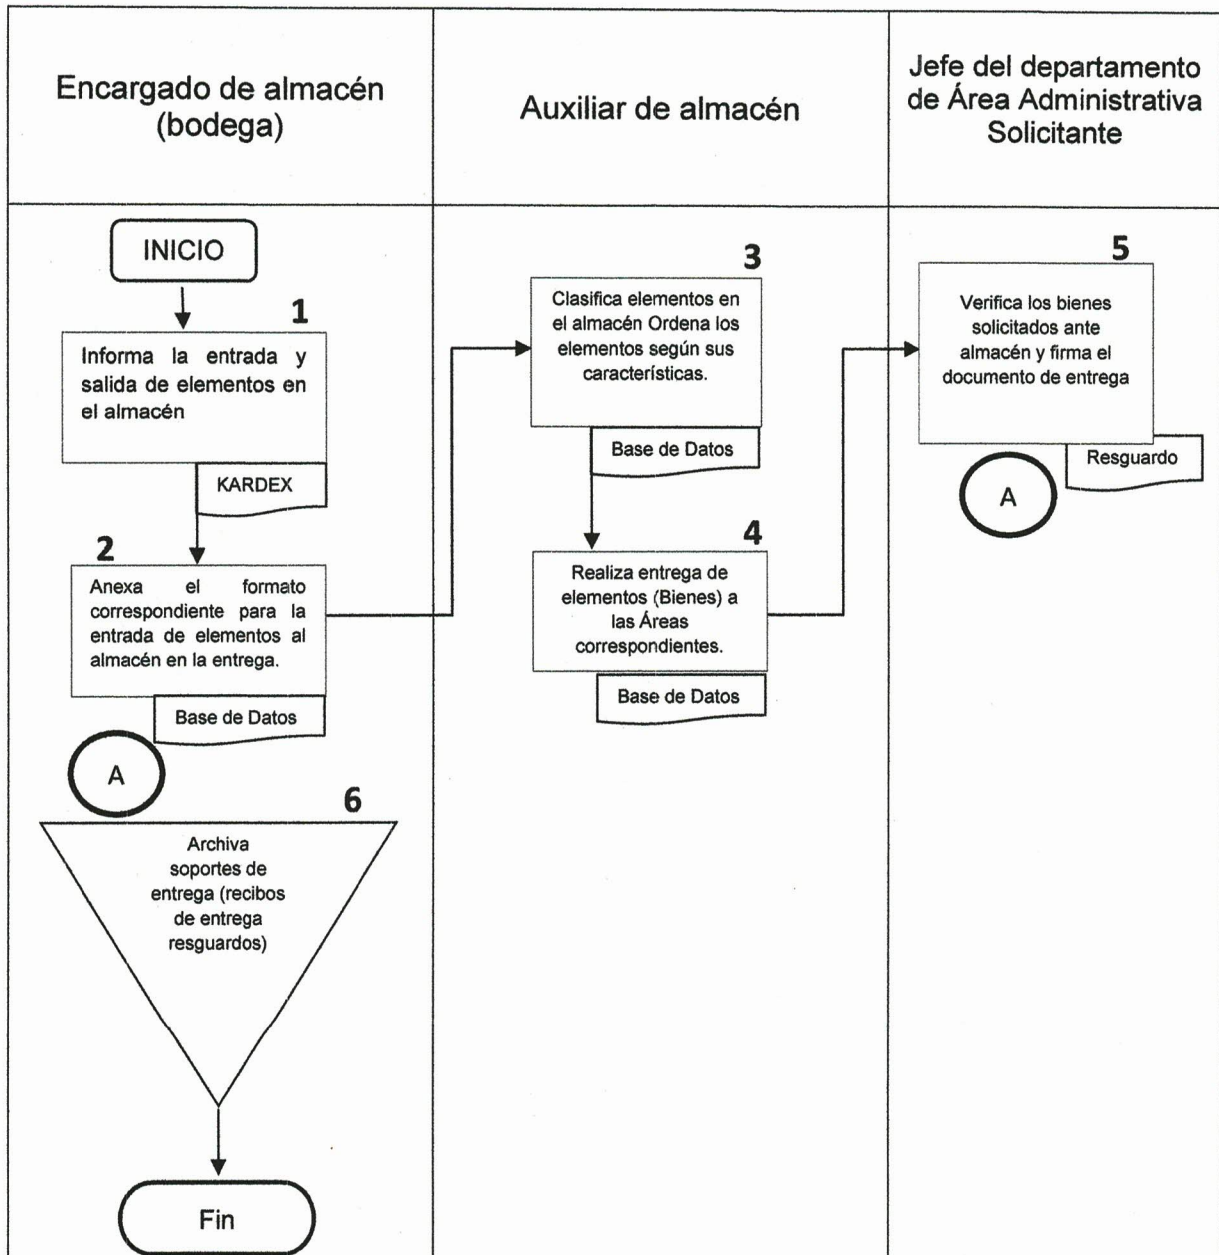 Encargado de almacén
(bodega)
Auxiliar de almacén
Jefe del departamento
de Área Administrativa
Solicitante
INICIO
1
Informa la entrada y
salida de elementos en
el almacén
KARDEX
2
Anexa el formato
correspondiente para la
entrada de elementos al
almacén en la entrega.
Base de Datos
A
6
Archiva
soportes de
entrega (recibos
de entrega
resguardos)
Fin
3
Clasifica elementos en
el almacén Ordena los
elementos según sus
características.
Base de Datos
4
Realiza entrega de
elementos (Bienes) a
las Áreas
correspondientes.
Base de Datos
5
Verifica los bienes
solicitados ante
almacén y firma el
documento de entrega
Resguardo
A